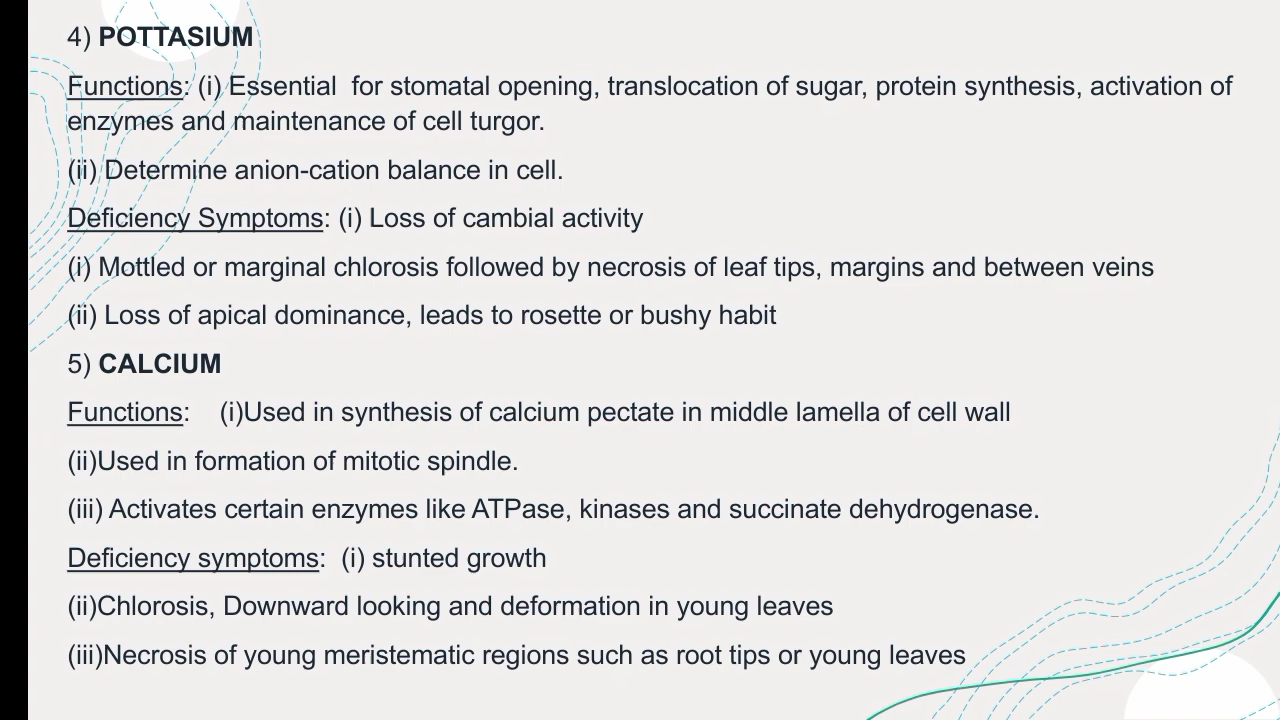 4) POTTASIUM
Functions: (i) Essential  for stomatal opening, translocation of sugar, protein synthesis, activation of
enzymes and maintenance of cell turgor.
(ii) Determine anion-cation balance in cell.
Deficiency Symptoms: (i) Loss of cambial activity
(i) Mottled or marginal chlorosis followed by necrosis of leaf tips, margins and between veins
(ii) Loss of apical dominance, leads to rosette or bushy habit
5) CALCIUM
Functions:    (i)Used in synthesis of calcium pectate in middle lamella of cell wall
(ii)Used in formation of mitotic spindle.
(iii) Activates certain enzymes like ATPase, kinases and succinate dehydrogenase.
Deficiency symptoms:  (i) stunted growth
(ii)Chlorosis, Downward looking and deformation in young leaves
(iii)Necrosis of young meristematic regions such as root tips or young leaves